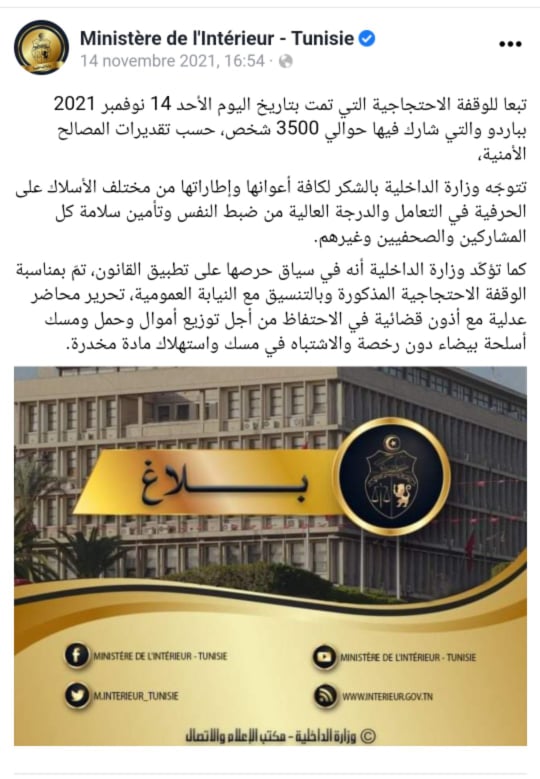 Ministère de l'Intérieur - Tunisie
14 novembre 2021, 16:54 ·
تبعا للوقفة الاحتجاجية التي تمت بتاريخ اليوم الأحد 14 نوفمبر 2021
بباردو والتي شارك فيها حوالي 3500 شخص، حسب تقديرات المصالح
الأمنية،
تتوجّه وزارة الداخلية بالشكر لكافة أعوانها وإطاراتها من مختلف الأسلاك على
الحرفية في التعامل والدرجة العالية من ضبط النفس وتأمين سلامة كل
المشاركين والصحفيين وغيرهم.
كما تؤكّد وزارة الداخلية أنه في سياق حرصها على تطبيق القانون، تمّ بمناسبة
الوقفة الاحتجاجية المذكورة وبالتنسيق مع النيابة العمومية، تحرير محاضر
عدلية مع أذون قضائية في الاحتفاظ من أجل توزيع أموال وحمل ومسك
أسلحة بيضاء دون رخصة والاشتباه في مسك واستهلاك مادة مخدرة.
بـــــلاغ
MINISTÈRE DE L'INTÉRIEUR - TUNISIE
MINISTÈRE DE L'INTÉRIEUR - TUNISIE
M.INTERIEUR_TUNISIE
WWW.INTERIEUR.GOV.TN
© وزارة الداخلية - مكتب الإعلام والاتصال